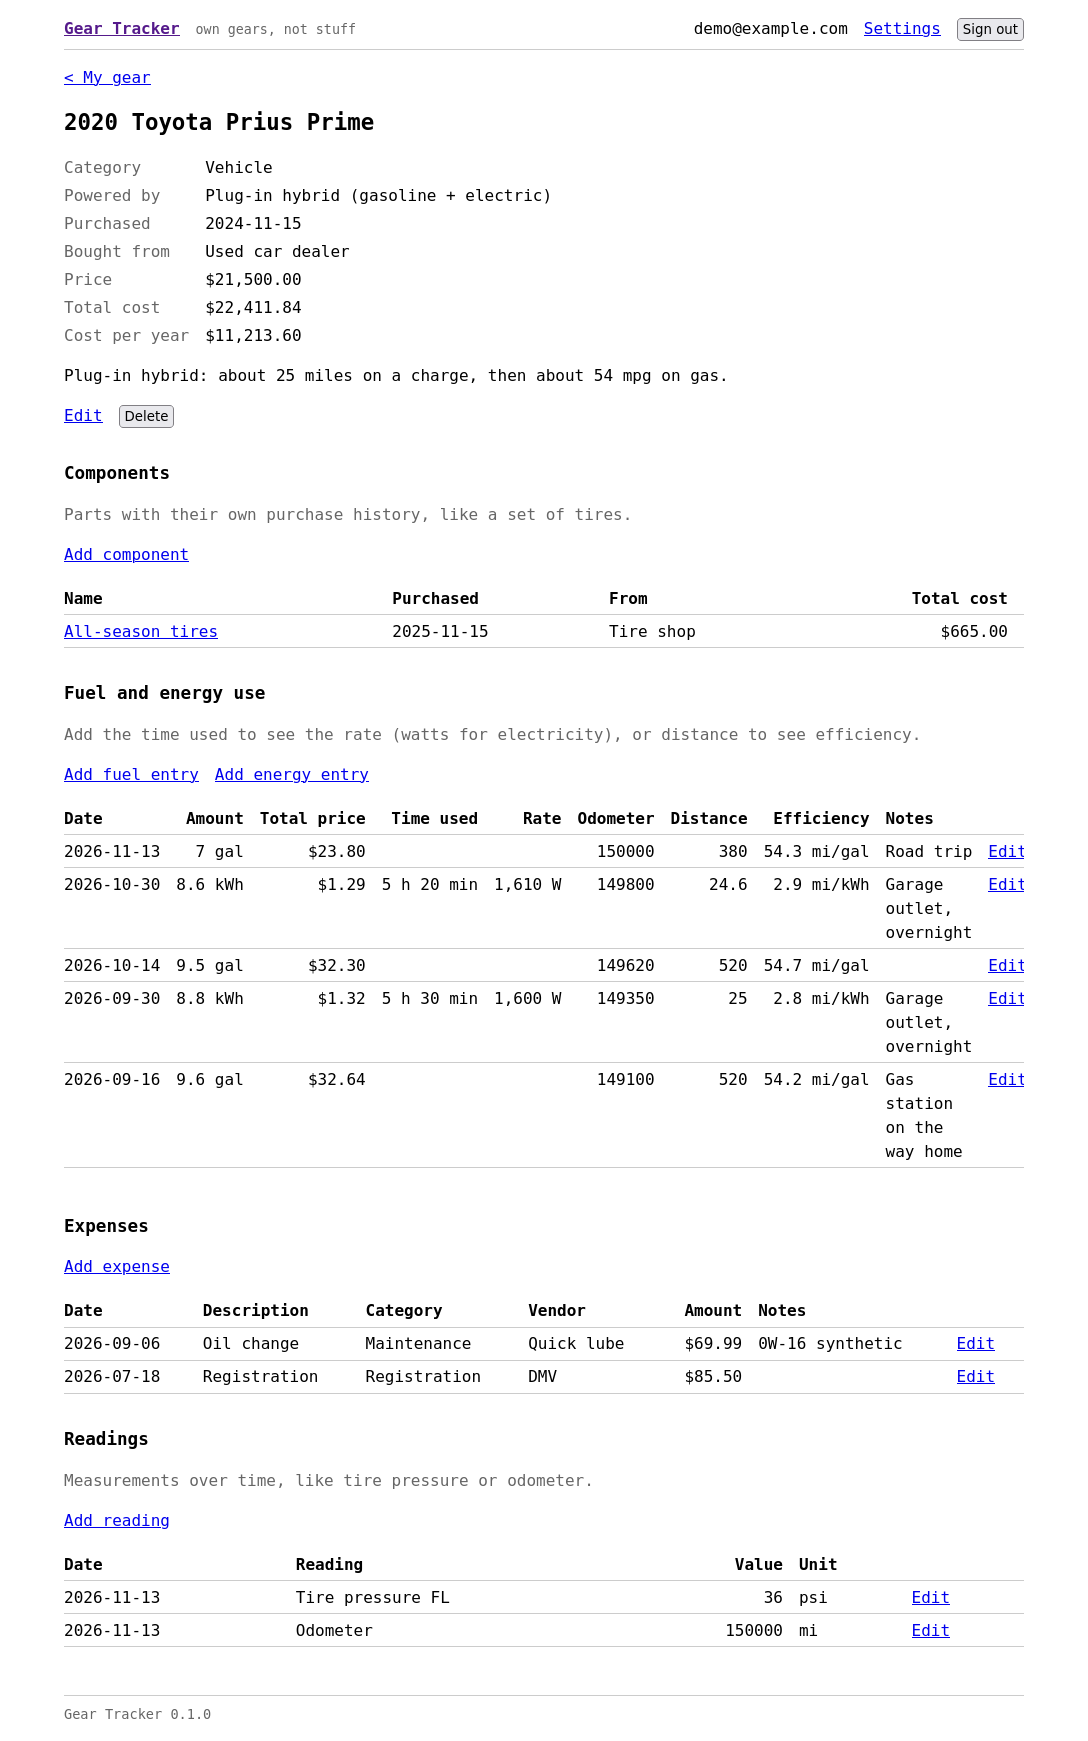 Gear Tracker own gears, not stuff demo@example.com Settings Sign out
< My gear
2020 Toyota Prius Prime
Category Vehicle
Powered by Plug-in hybrid (gasoline + electric)
Purchased 2024-11-15
Bought from Used car dealer
Price $21,500.00
Total cost $22,411.84
Cost per year $11,213.60
Plug-in hybrid: about 25 miles on a charge, then about 54 mpg on gas.
Edit Delete
Components
Parts with their own purchase history, like a set of tires.
Add component
Name Purchased From Total cost
All-season tires 2025-11-15 Tire shop $665.00
Fuel and energy use
Add the time used to see the rate (watts for electricity), or distance to see efficiency.
Add fuel entry Add energy entry
Date Amount Total price Time used Rate Odometer Distance Efficiency Notes
2026-11-13 7 gal $23.80 150000 380 54.3 mi/gal Road trip Edit
2026-10-30 8.6 kWh $1.29 5 h 20 min 1,610 W 149800 24.6 2.9 mi/kWh Garage Edit
outlet,
overnight
2026-10-14 9.5 gal $32.30 149620 520 54.7 mi/gal Edit
2026-09-30 8.8 kWh $1.32 5 h 30 min 1,600 W 149350 25 2.8 mi/kWh Garage Edit
outlet,
overnight
2026-09-16 9.6 gal $32.64 149100 520 54.2 mi/gal Gas Edit
station
on the
way home
Expenses
Add expense
Date Description Category Vendor Amount Notes
2026-09-06 Oil change Maintenance Quick lube $69.99 0W-16 synthetic Edit
2026-07-18 Registration Registration DMV $85.50 Edit
Readings
Measurements over time, like tire pressure or odometer.
Add reading
Date Reading Value Unit
2026-11-13 Tire pressure FL 36 psi Edit
2026-11-13 Odometer 150000 mi Edit
Gear Tracker 0.1.0